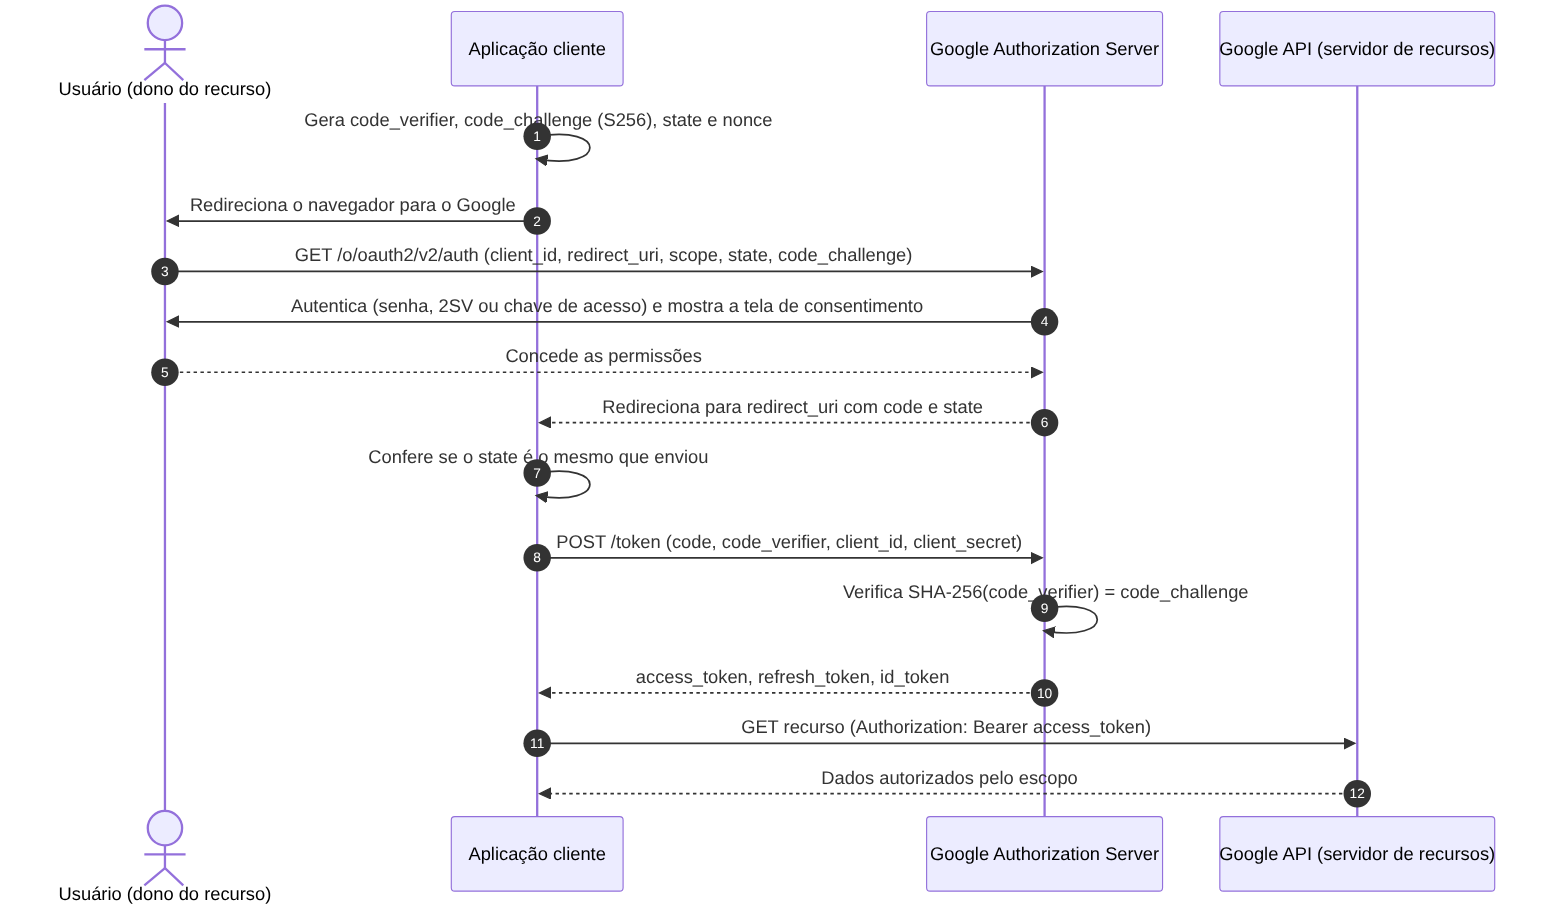 Usuário (dono do recurso)
Aplicação cliente
Google Authorization Server
Google API (servidor de recursos)
Gera code_verifier, code_challenge (S256), state e nonce
1
Redireciona o navegador para o Google
2
GET /o/oauth2/v2/auth (client_id, redirect_uri, scope, state, code_challenge)
3
Autentica (senha, 2SV ou chave de acesso) e mostra a tela de consentimento
4
Concede as permissões
5
Redireciona para redirect_uri com code e state
6
Confere se o state é o mesmo que enviou
7
POST /token (code, code_verifier, client_id, client_secret)
8
Verifica SHA-256(code_verifier) = code_challenge
9
access_token, refresh_token, id_token
10
GET recurso (Authorization: Bearer access_token)
11
Dados autorizados pelo escopo
12
Usuário (dono do recurso)
Aplicação cliente
Google Authorization Server
Google API (servidor de recursos)